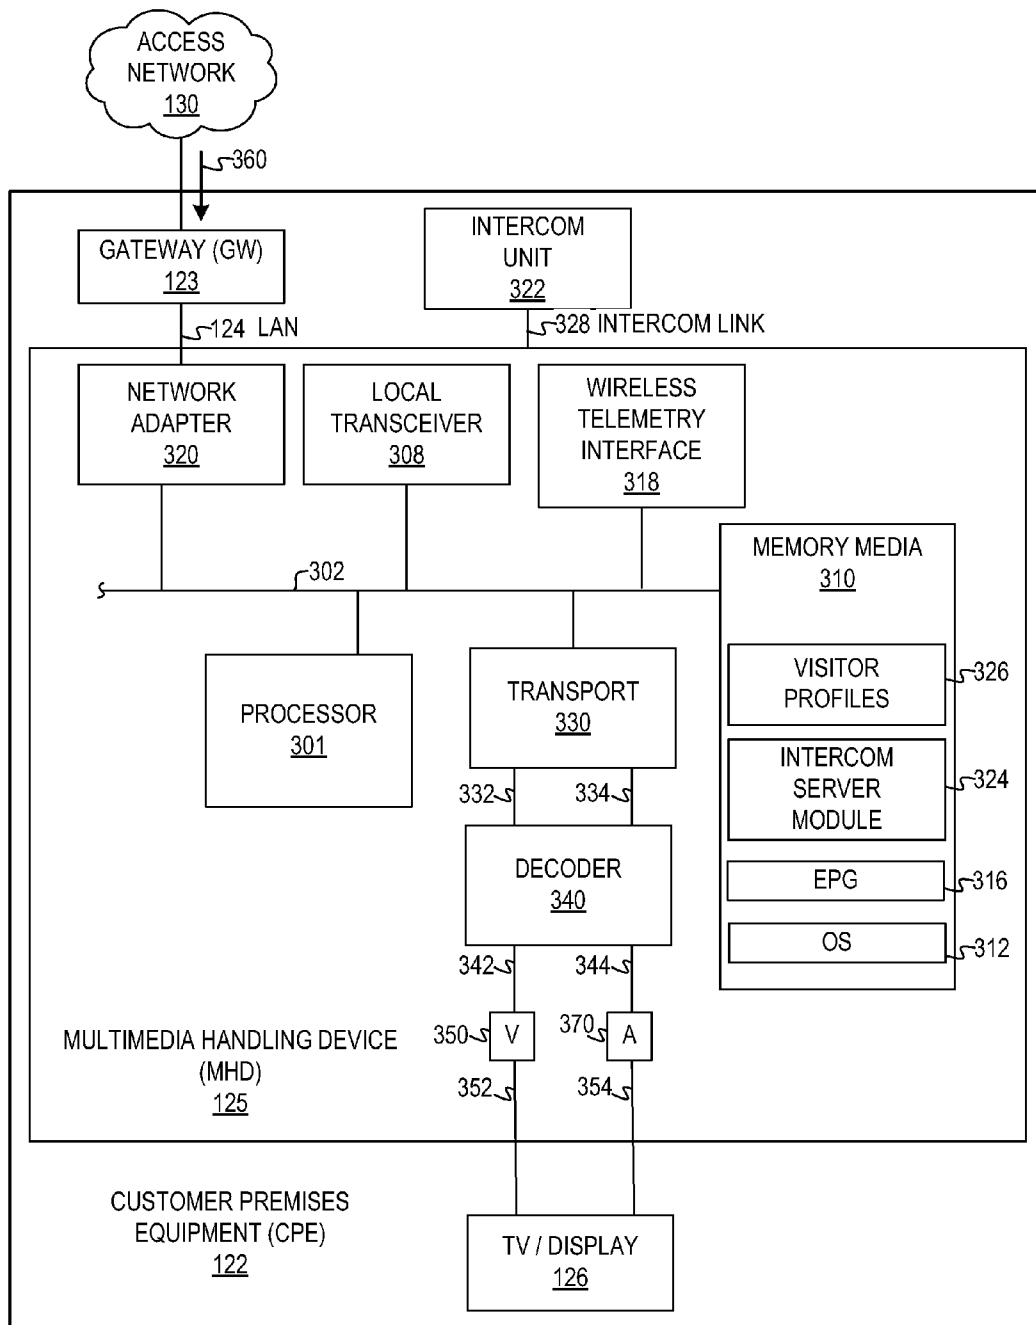 ACCESS
NETWORK
130
360
GATEWAY (GW)
123
INTERCOM
UNIT
322
124 LAN
328 INTERCOM LINK
NETWORK
ADAPTER
320
LOCAL
TRANSCEIVER
308
WIRELESS
TELEMETRY
INTERFACE
318
MEMORY MEDIA
310
302
VISITOR
PROFILES
326
PROCESSOR
301
TRANSPORT
330
INTERCOM
SERVER
MODULE
324
332
334
DECODER
340
EPG
316
OS
312
342
344
350
V
370
A
MULTIMEDIA HANDLING DEVICE
(MHD)
125
352
354
CUSTOMER PREMISES
EQUIPMENT (CPE)
122
TV / DISPLAY
126